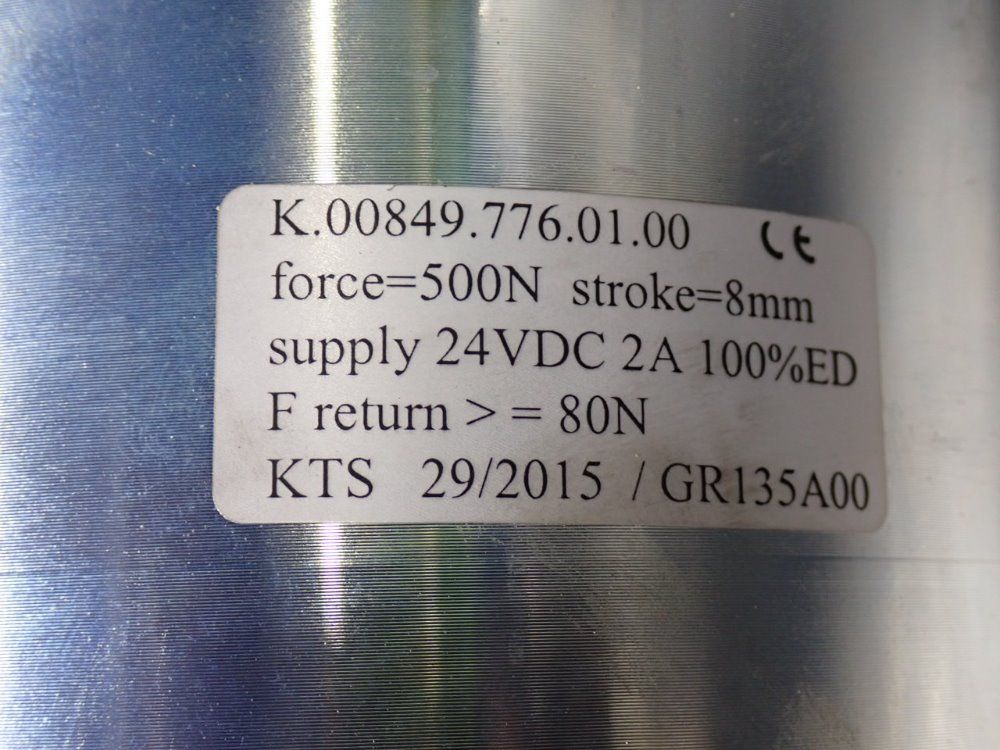 K.00849.776.01.00 CE
force=500N stroke=8mm
supply 24VDC 2A 100%ED
F return > = 80N
KTS 29/2015 / GR135A00